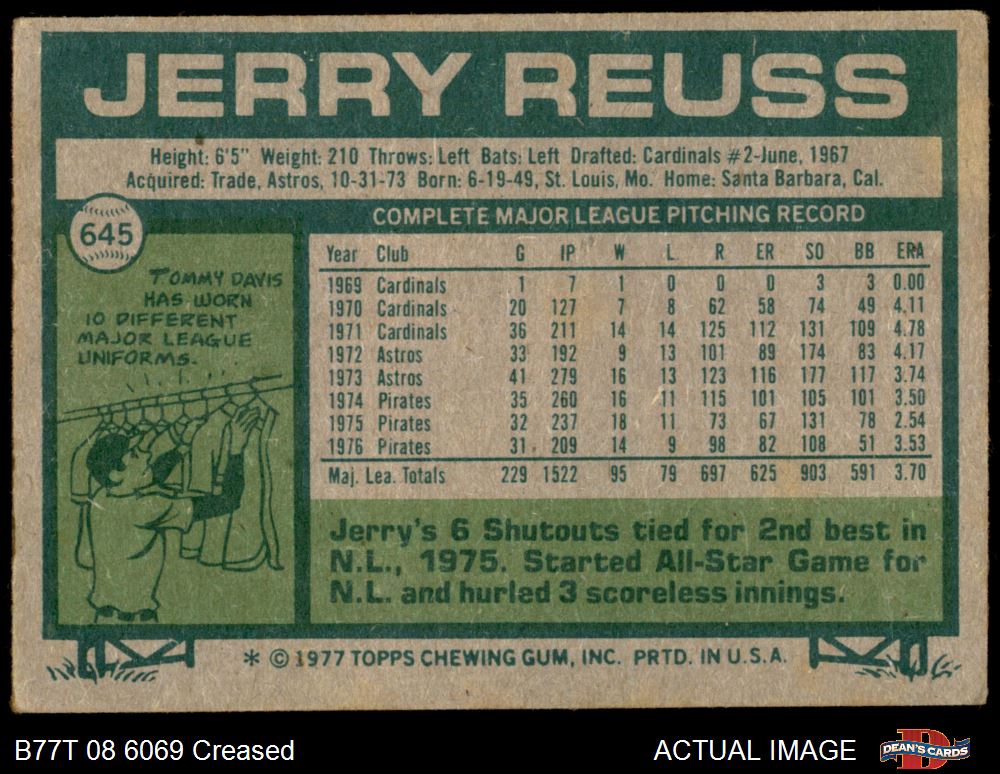 JERRY REUSS
Height: 6'5" Weight: 210 Throws: Left Bats: Left Drafted: Cardinals #2-June, 1967
Acquired: Trade, Astros, 10-31-73 Born: 6-19-49, St. Louis, Mo. Home: Santa Barbara, Cal.
645
TOMMY DAVIS
HAS WORN
10 DIFFERENT
MAJOR LEAGUE
UNIFORMS.
COMPLETE MAJOR LEAGUE PITCHING RECORD
Year Club G IP W L R ER SO BB ERA
1969 Cardinals 1 7 1 0 0 0 3 3 0.00
1970 Cardinals 20 127 7 8 62 58 74 49 4.11
1971 Cardinals 36 211 14 14 125 112 131 109 4.78
1972 Astros 33 192 9 13 101 89 174 83 4.17
1973 Astros 41 279 16 13 123 116 177 117 3.74
1974 Pirates 35 260 16 11 115 101 105 101 3.50
1975 Pirates 32 237 18 11 73 67 131 78 2.54
1976 Pirates 31 209 14 9 98 82 108 51 3.53
Maj. Lea. Totals 229 1522 95 79 697 625 903 591 3.70
Jerry's 6 Shutouts tied for 2nd best in
N.L., 1975. Started All-Star Game for
N.L. and hurled 3 scoreless innings.
* © 1977 TOPPS CHEWING GUM, INC. PRTD. IN U.S.A.
B77T 08 6069 Creased
ACTUAL IMAGE
DEAN'S CARDS